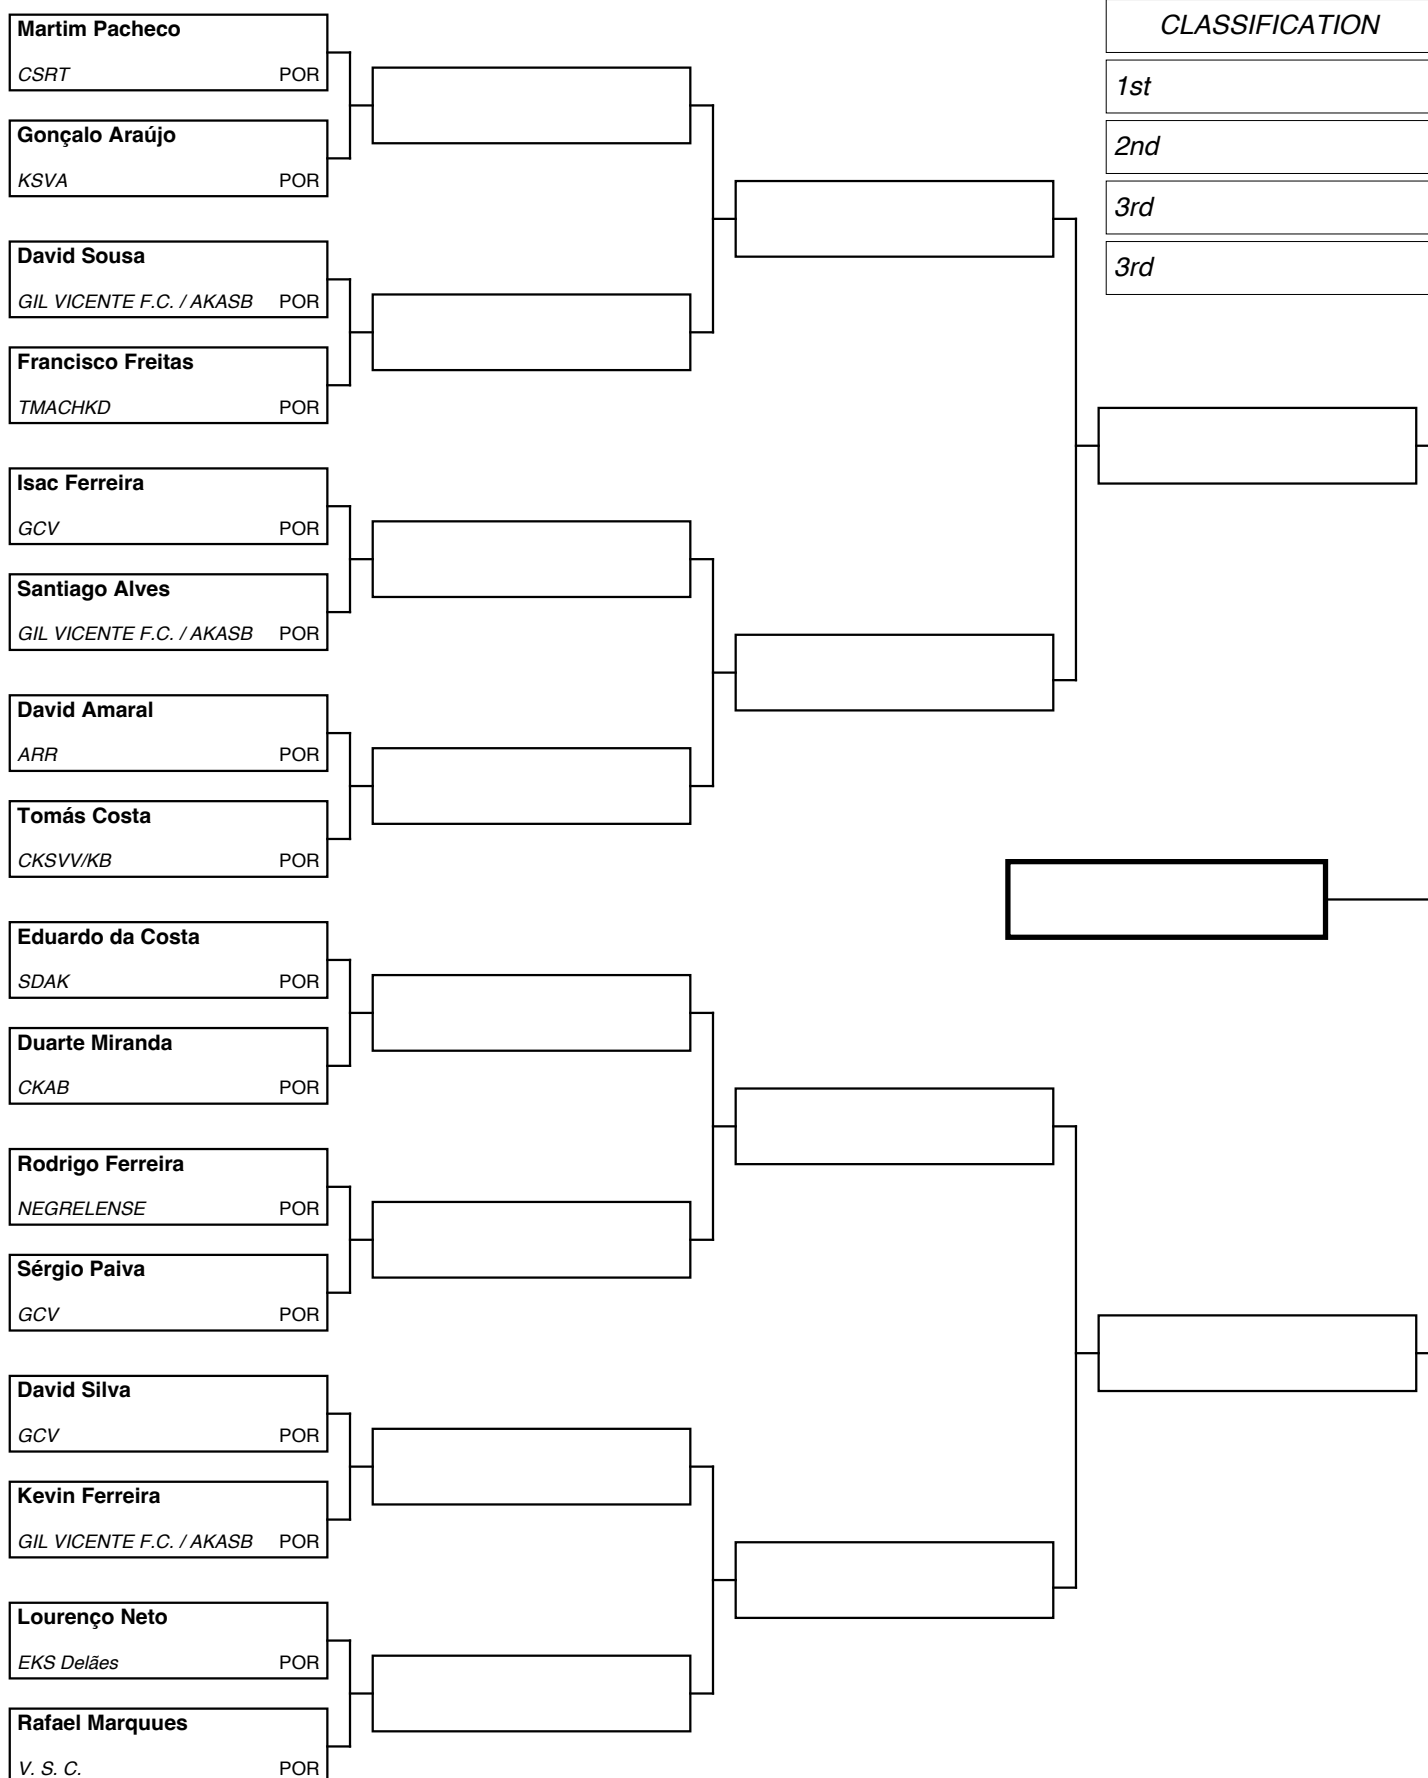 Martim Pacheco
CSRT POR
Gonçalo Araújo
KSVA POR
David Sousa
GIL VICENTE F.C. / AKASB POR
Francisco Freitas
TMACHKD POR
Isac Ferreira
GCV POR
Santiago Alves
GIL VICENTE F.C. / AKASB POR
David Amaral
ARR POR
Tomás Costa
CKSVV/KB POR
Eduardo da Costa
SDAK POR
Duarte Miranda
CKAB POR
Rodrigo Ferreira
NEGRELENSE POR
Sérgio Paiva
GCV POR
David Silva
GCV POR
Kevin Ferreira
GIL VICENTE F.C. / AKASB POR
Lourenço Neto
EKS Delães POR
Rafael Marquues
V. S. C. POR
CLASSIFICATION
1st
2nd
3rd
3rd